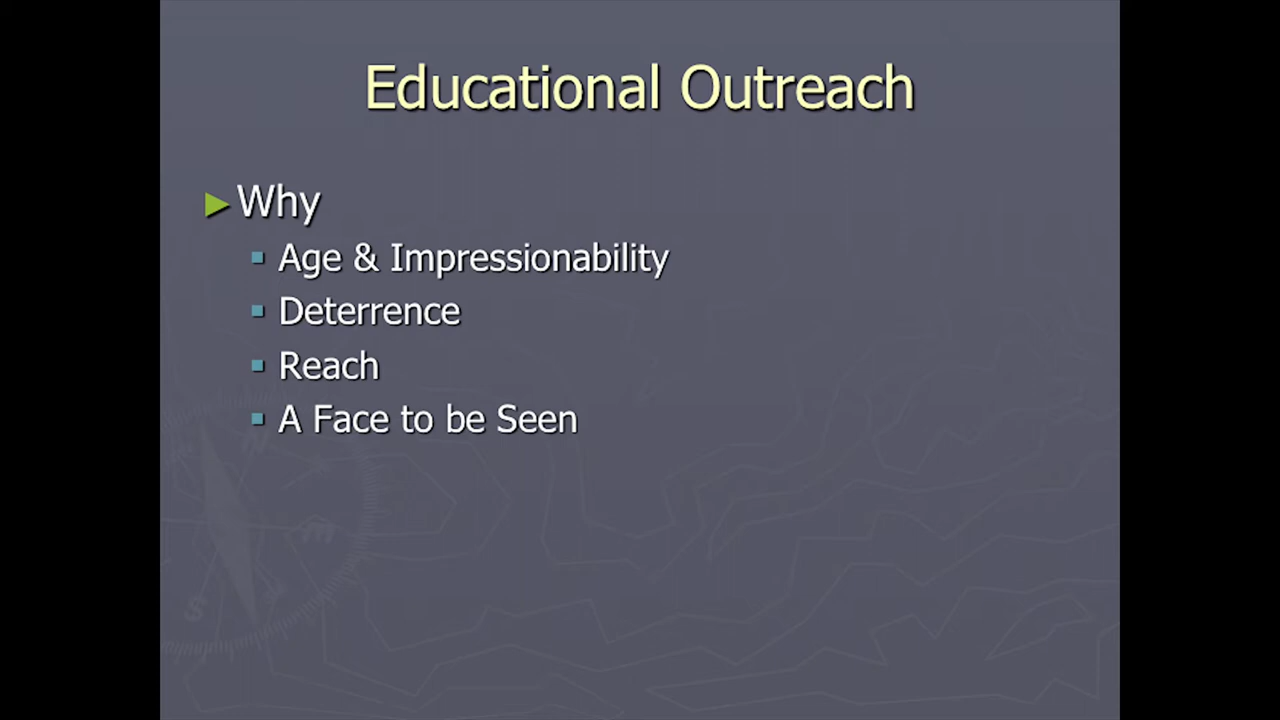 Educational Outreach
Why
Age & Impressionability
Deterrence
Reach
A Face to be Seen